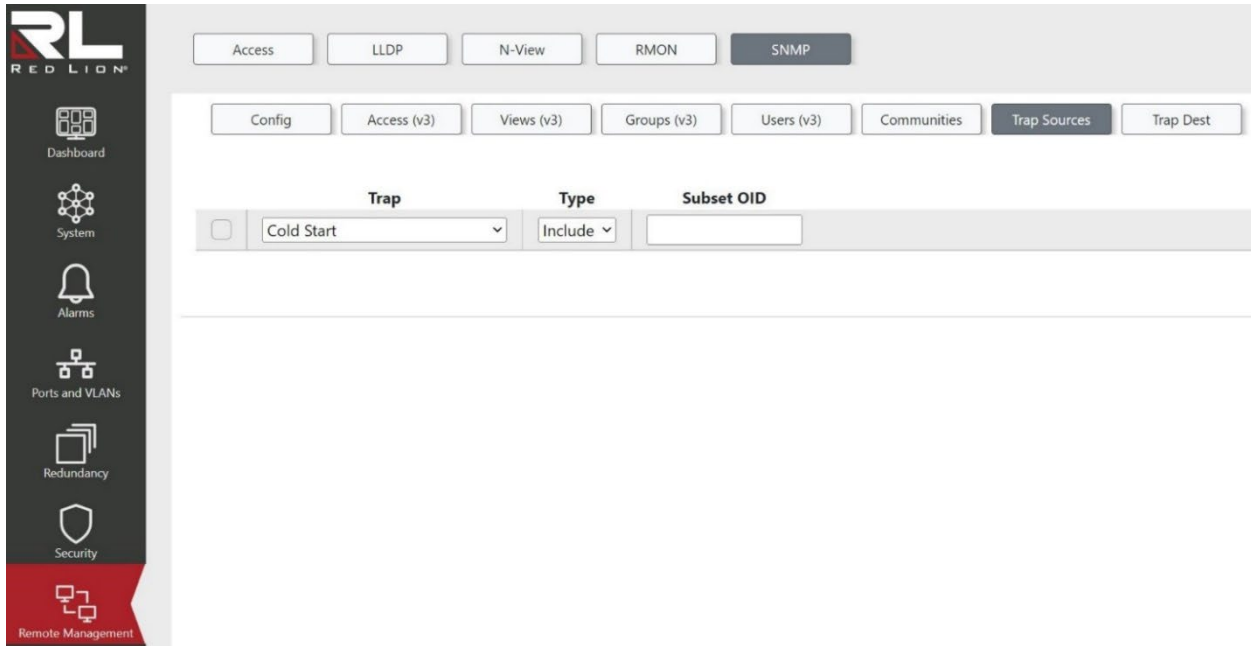 RL
RED LION®
Access LLDP N-View RMON SNMP
Config Access (v3) Views (v3) Groups (v3) Users (v3) Communities Trap Sources Trap Dest
Dashboard
System
Alarms
Ports and VLANs
Redundancy
Security
Remote Management
Trap Type Subset OID
Cold Start Include